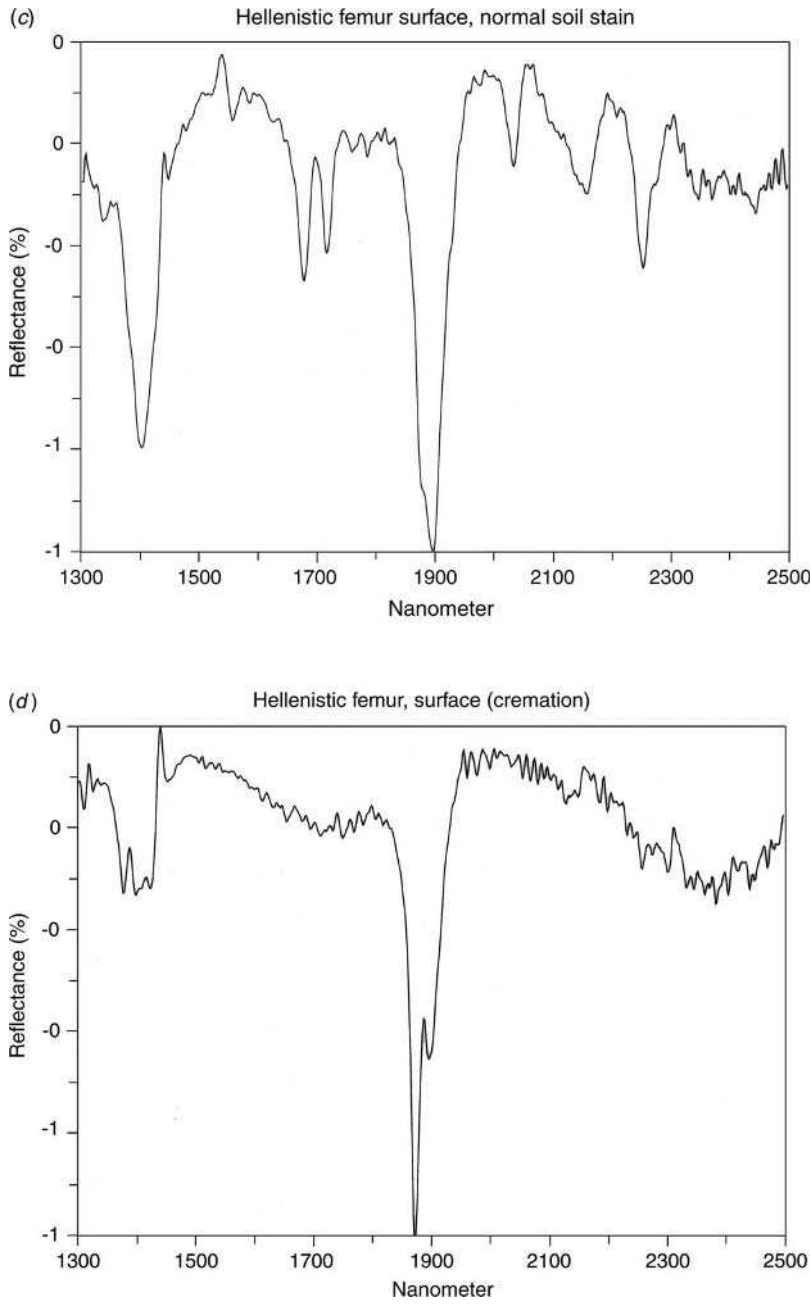 (c)
Hellenistic femur surface, normal soil stain
0
0
-0
-0
-1
-1
Reflectance (%)
1300 1500 1700 1900 2100 2300 2500
Nanometer
(d)
Hellenistic femur, surface (cremation)
0
0
-0
-0
-1
-1
Reflectance (%)
1300 1500 1700 1900 2100 2300 2500
Nanometer